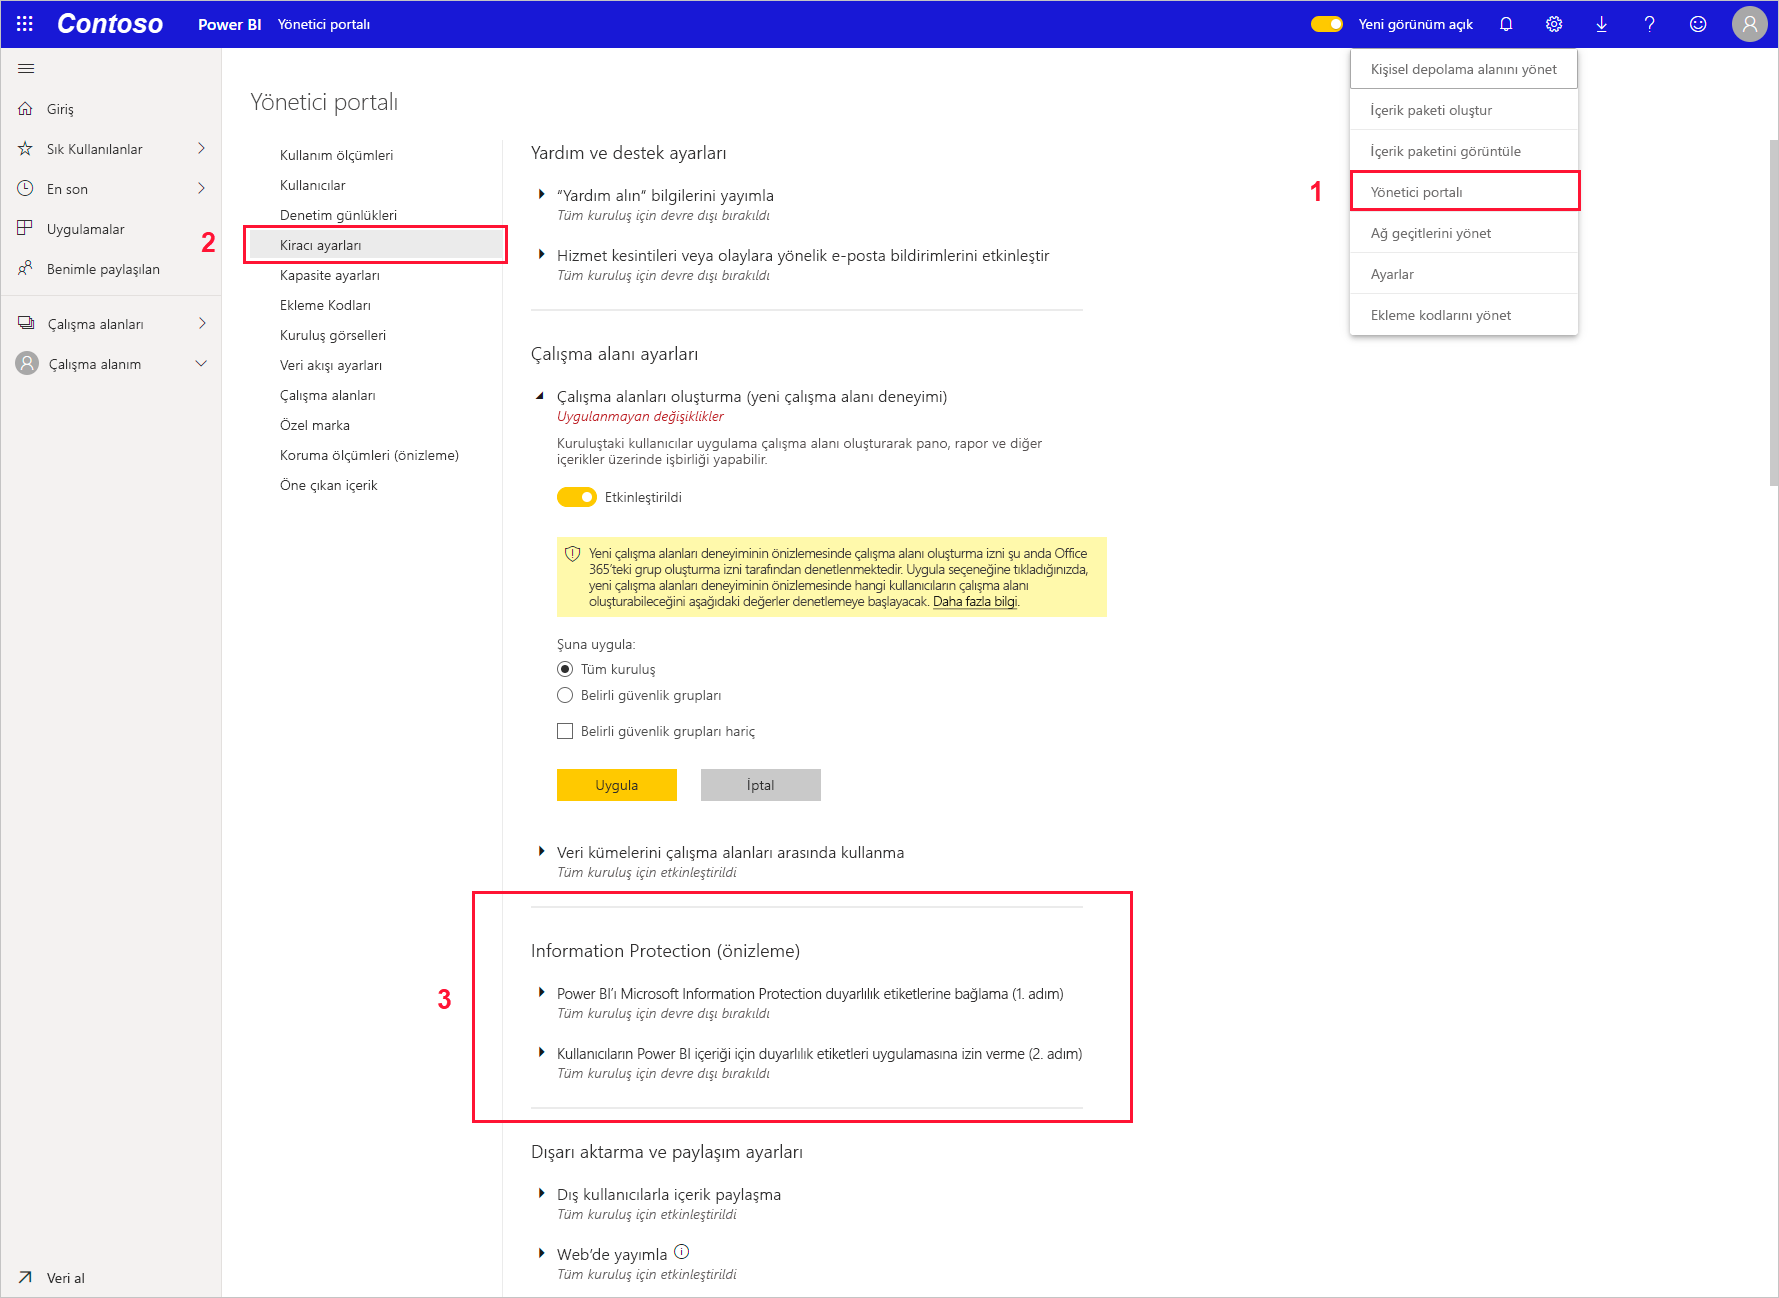 Contoso
Power BI
Yönetici portalı
Yeni görünüm açık
Giriş
Sık Kullanılanlar
En son
Uygulamalar
Benimle paylaşılan
Çalışma alanları
Çalışma alanım
Veri al
Yönetici portalı
Kullanım ölçümleri
Kullanıcılar
Denetim günlükleri
2
Kiracı ayarları
Kapasite ayarları
Ekleme Kodları
Kuruluş görselleri
Veri akışı ayarları
Çalışma alanları
Özel marka
Koruma ölçümleri (önizleme)
Öne çıkan içerik
Yardım ve destek ayarları
"Yardım alın" bilgilerini yayımla
Tüm kuruluş için devre dışı bırakıldı
Hizmet kesintileri veya olaylara yönelik e-posta bildirimlerini etkinleştir
Tüm kuruluş için devre dışı bırakıldı
Çalışma alanı ayarları
Çalışma alanları oluşturma (yeni çalışma alanı deneyimi)
Uygulanmayan değişiklikler
Kuruluştaki kullanıcılar uygulama çalışma alanı oluşturarak pano, rapor ve diğer
içerikler üzerinde işbirliği yapabilir.
Etkinleştirildi
Yeni çalışma alanları deneyiminin önizlemesinde çalışma alanı oluşturma izni şu anda Office
365'teki grup oluşturma izni tarafından denetlenmektedir. Uygula seçeneğine tıkladığınızda,
yeni çalışma alanları deneyiminin önizlemesinde hangi kullanıcıların çalışma alanı
oluşturabileceğini aşağıdaki değerler denetlemeye başlayacak. Daha fazla bilgi.
Şuna uygula:
Tüm kuruluş
Belirli güvenlik grupları
Belirli güvenlik grupları hariç
Uygula
İptal
Veri kümelerini çalışma alanları arasında kullanma
Tüm kuruluş için etkinleştirildi
3
Information Protection (önizleme)
Power BI'ı Microsoft Information Protection duyarlılık etiketlerine bağlama (1. adım)
Tüm kuruluş için devre dışı bırakıldı
Kullanıcıların Power BI içeriği için duyarlılık etiketleri uygulamasına izin verme (2. adım)
Tüm kuruluş için devre dışı bırakıldı
Dışarı aktarma ve paylaşım ayarları
Dış kullanıcılarla içerik paylaşma
Tüm kuruluş için etkinleştirildi
Web'de yayımla
Tüm kuruluş için etkinleştirildi
Kişisel depolama alanını yönet
İçerik paketi oluştur
İçerik paketini görüntüle
1
Yönetici portalı
Ağ geçitlerini yönet
Ayarlar
Ekleme kodlarını yönet